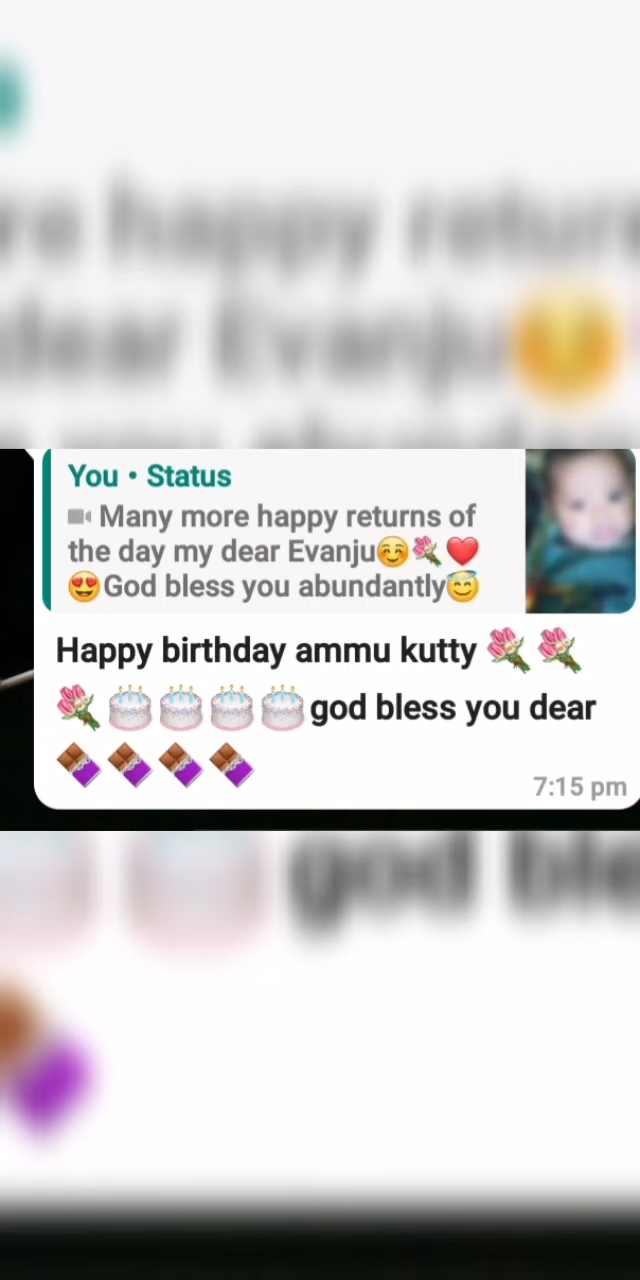 You • Status
Many more happy returns of
the day my dear Evanju😊💐❤️
😍God bless you abundantly😇
Happy birthday ammu kutty 💐 💐
💐🎂🎂🎂🎂god bless you dear
🍫🍫🍫🍫
7:15 pm